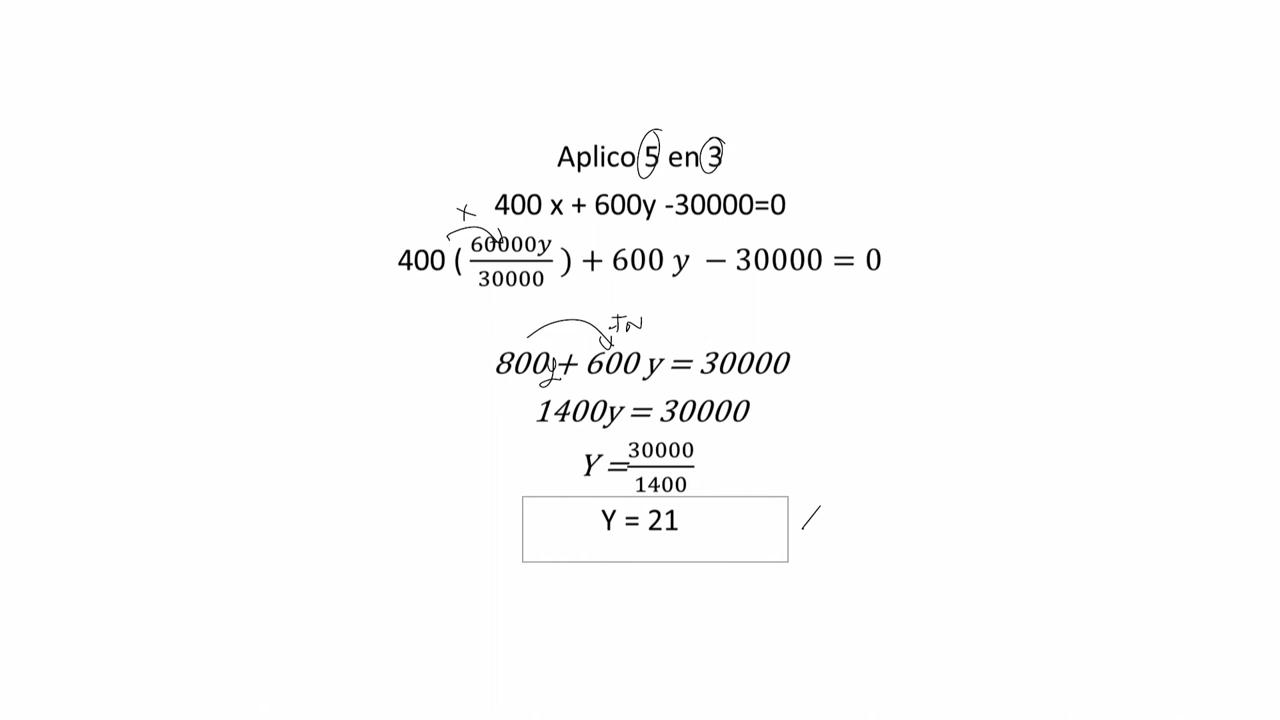 Aplico 5 en 3
x 400 x + 600y -30000=0
400 ( 60000y / 30000 ) + 600 y − 30000 = 0
IN
800y + 600 y = 30000
1400y = 30000
Y = 30000 / 1400
Y = 21